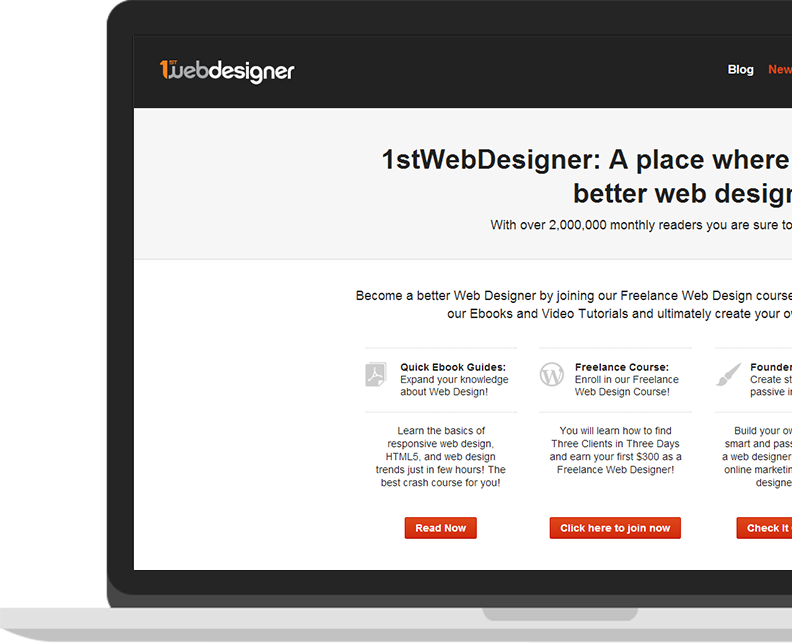 1ST webdesigner
Blog New
1stWebDesigner: A place where
better web design
With over 2,000,000 monthly readers you are sure to
Become a better Web Designer by joining our Freelance Web Design course
our Ebooks and Video Tutorials and ultimately create your
Quick Ebook Guides:
Expand your knowledge
about Web Design!
Freelance Course:
Enroll in our Freelance
Web Design Course!
Founder
Create
passive
Learn the basics of
responsive web design,
HTML5, and web design
trends just in few hours! The
best crash course for you!
You will learn how to find
Three Clients in Three Days
and earn your first $300 as a
Freelance Web Designer!
Build your
smart and
a web designer
online
designe
Read Now
Click here to join now
Check It